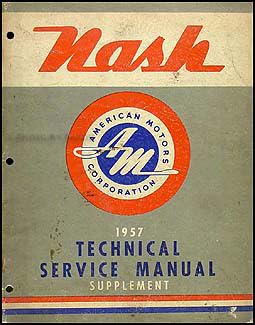 Nash
AMERICAN MOTORS
AM
CORPORATION
1957
TECHNICAL
SERVICE MANUAL
SUPPLEMENT